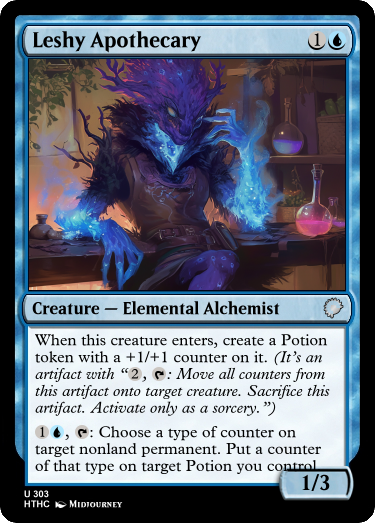 Leshy Apothecary 1
Creature — Elemental Alchemist
When this creature enters, create a Potion
token with a +1/+1 counter on it. (It's an
artifact with “2, : Move all counters from
this artifact onto target creature. Sacrifice this
artifact. Activate only as a sorcery.”)
1, : Choose a type of counter on
target nonland permanent. Put a counter
of that type on target Potion you control.
1/3
U 303
HTHC Midjourney